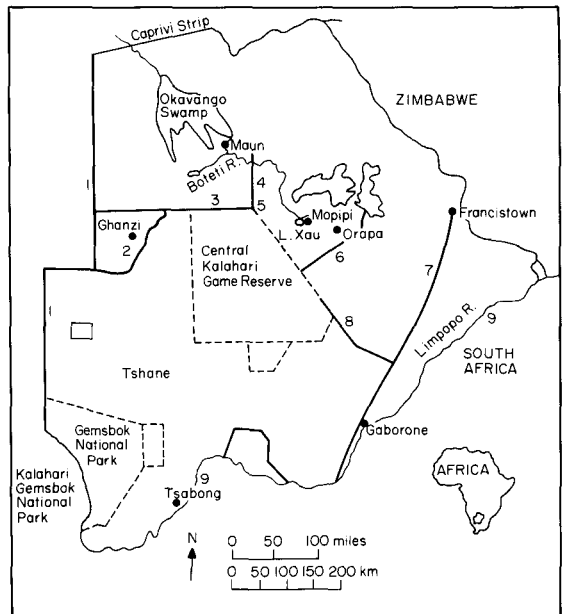 Caprivi Strip
Okavango
Swamp
ZIMBABWE
Maun
Boteti R.
1
4
3
5
Ghanzi
2
Mopipi
L. Xau
Orapa
Francistown
6
7
Central
Kalahari
Game Reserve
Limpopo R.
9
1
8
SOUTH
AFRICA
Tshane
Gemsbok
National
Park
Gaborone
AFRICA
Kalahari
Gemsbok
National
Park
9
Tsabong
N
0 50 100 miles
0 50 100 150 200 km